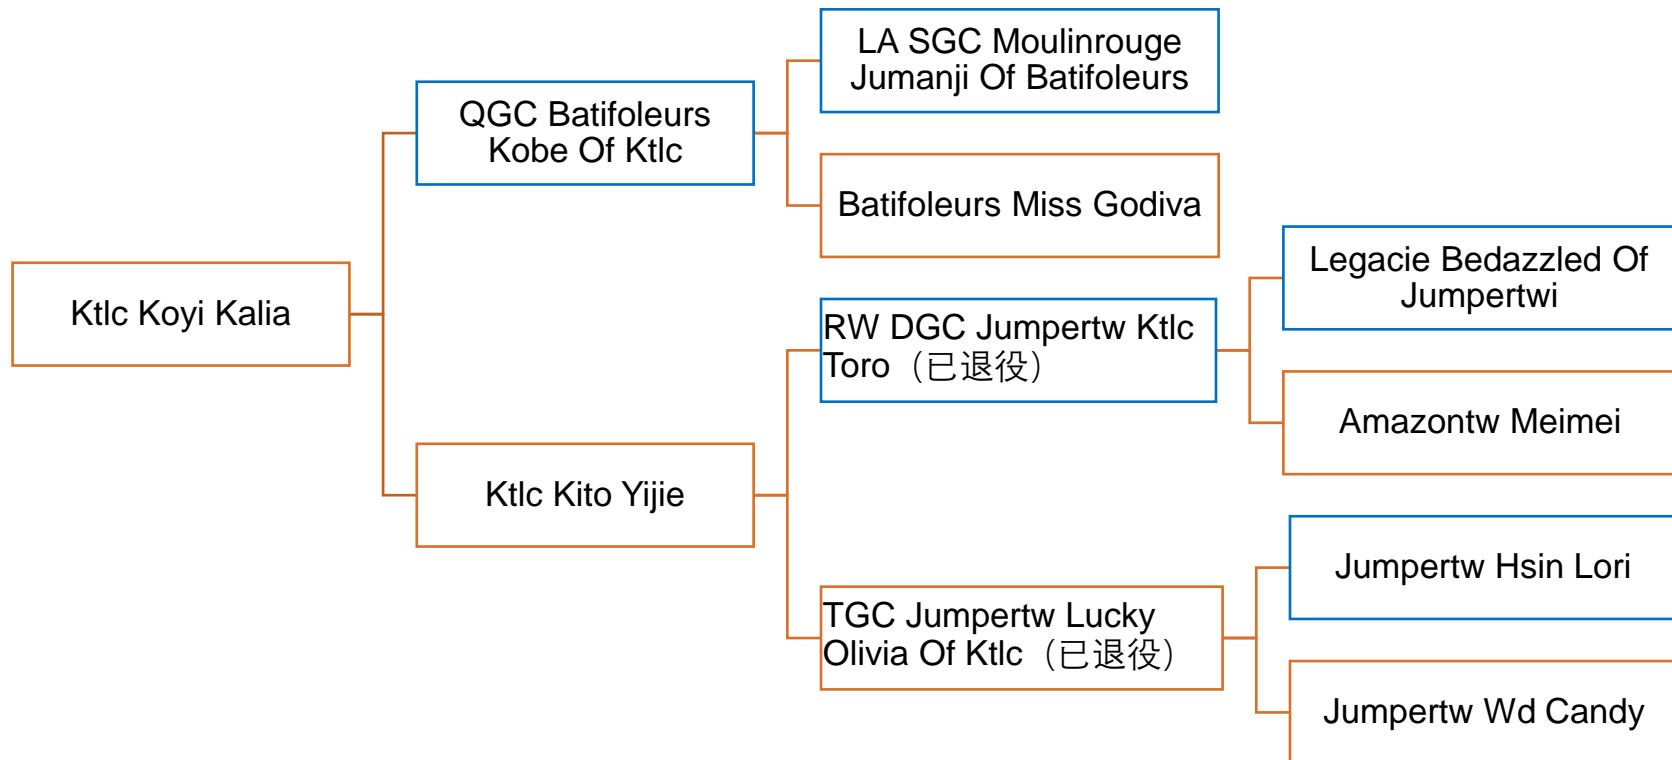 LA SGC Moulinrouge
Jumanji Of Batifoleurs
QGC Batifoleurs
Kobe Of Ktlc
Batifoleurs Miss Godiva
Legacie Bedazzled Of
Jumpertwi
Ktlc Koyi Kalia
RW DGC Jumpertw Ktlc
Toro（已退役）
Amazontw Meimei
Ktlc Kito Yijie
Jumpertw Hsin Lori
TGC Jumpertw Lucky
Olivia Of Ktlc（已退役）
Jumpertw Wd Candy